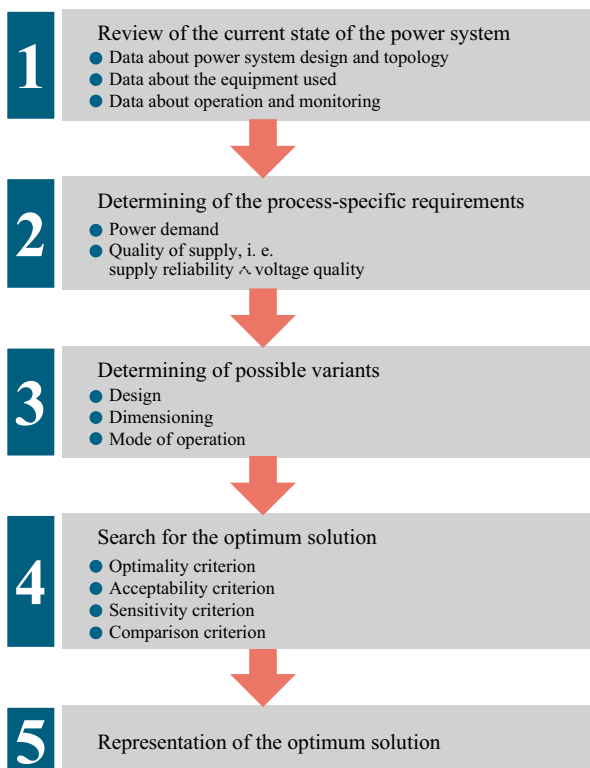 1
Review of the current state of the power system
Data about power system design and topology
Data about the equipment used
Data about operation and monitoring
2
Determining of the process-specific requirements
Power demand
Quality of supply, i. e.
supply reliability ∧ voltage quality
3
Determining of possible variants
Design
Dimensioning
Mode of operation
4
Search for the optimum solution
Optimality criterion
Acceptability criterion
Sensitivity criterion
Comparison criterion
5
Representation of the optimum solution